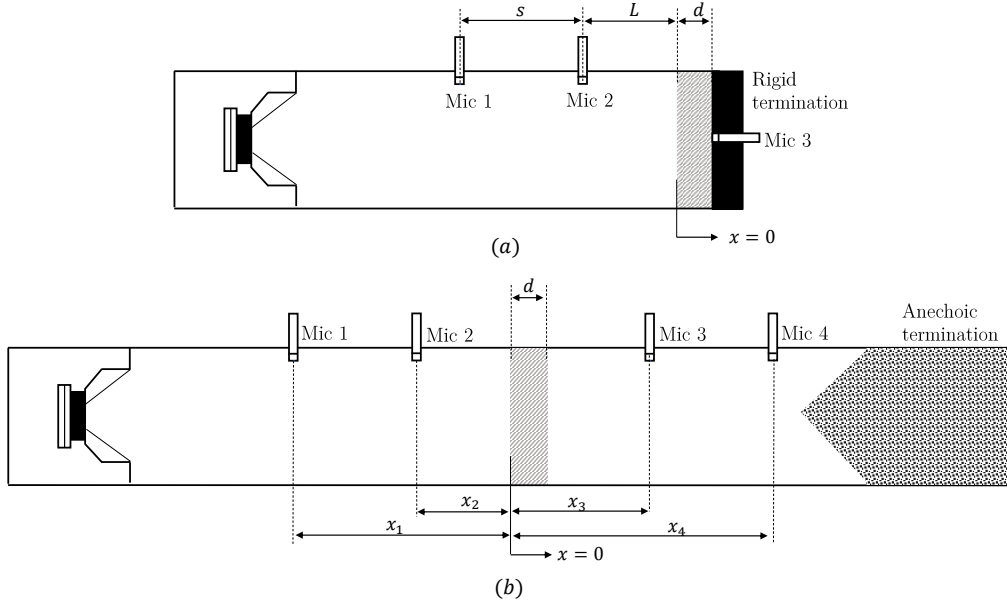 s
L
d
Mic 1
Mic 2
Rigid
termination
Mic 3
x = 0
(a)
d
Mic 1
Mic 2
Mic 3
Mic 4
Anechoic
termination
x₂
x₃
x₁
x₄
x = 0
(b)